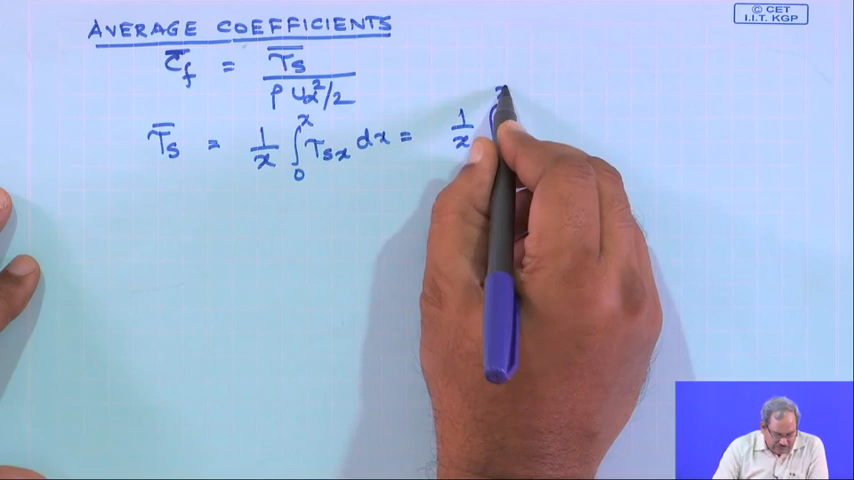 © CET
I.I.T. KGP
AVERAGE COEFFICIENTS
C̅f = τ̅s / (ρ u∞²/2)
τ̅s = 1/x ∫₀ˣ τsx dx = 1/x ∫